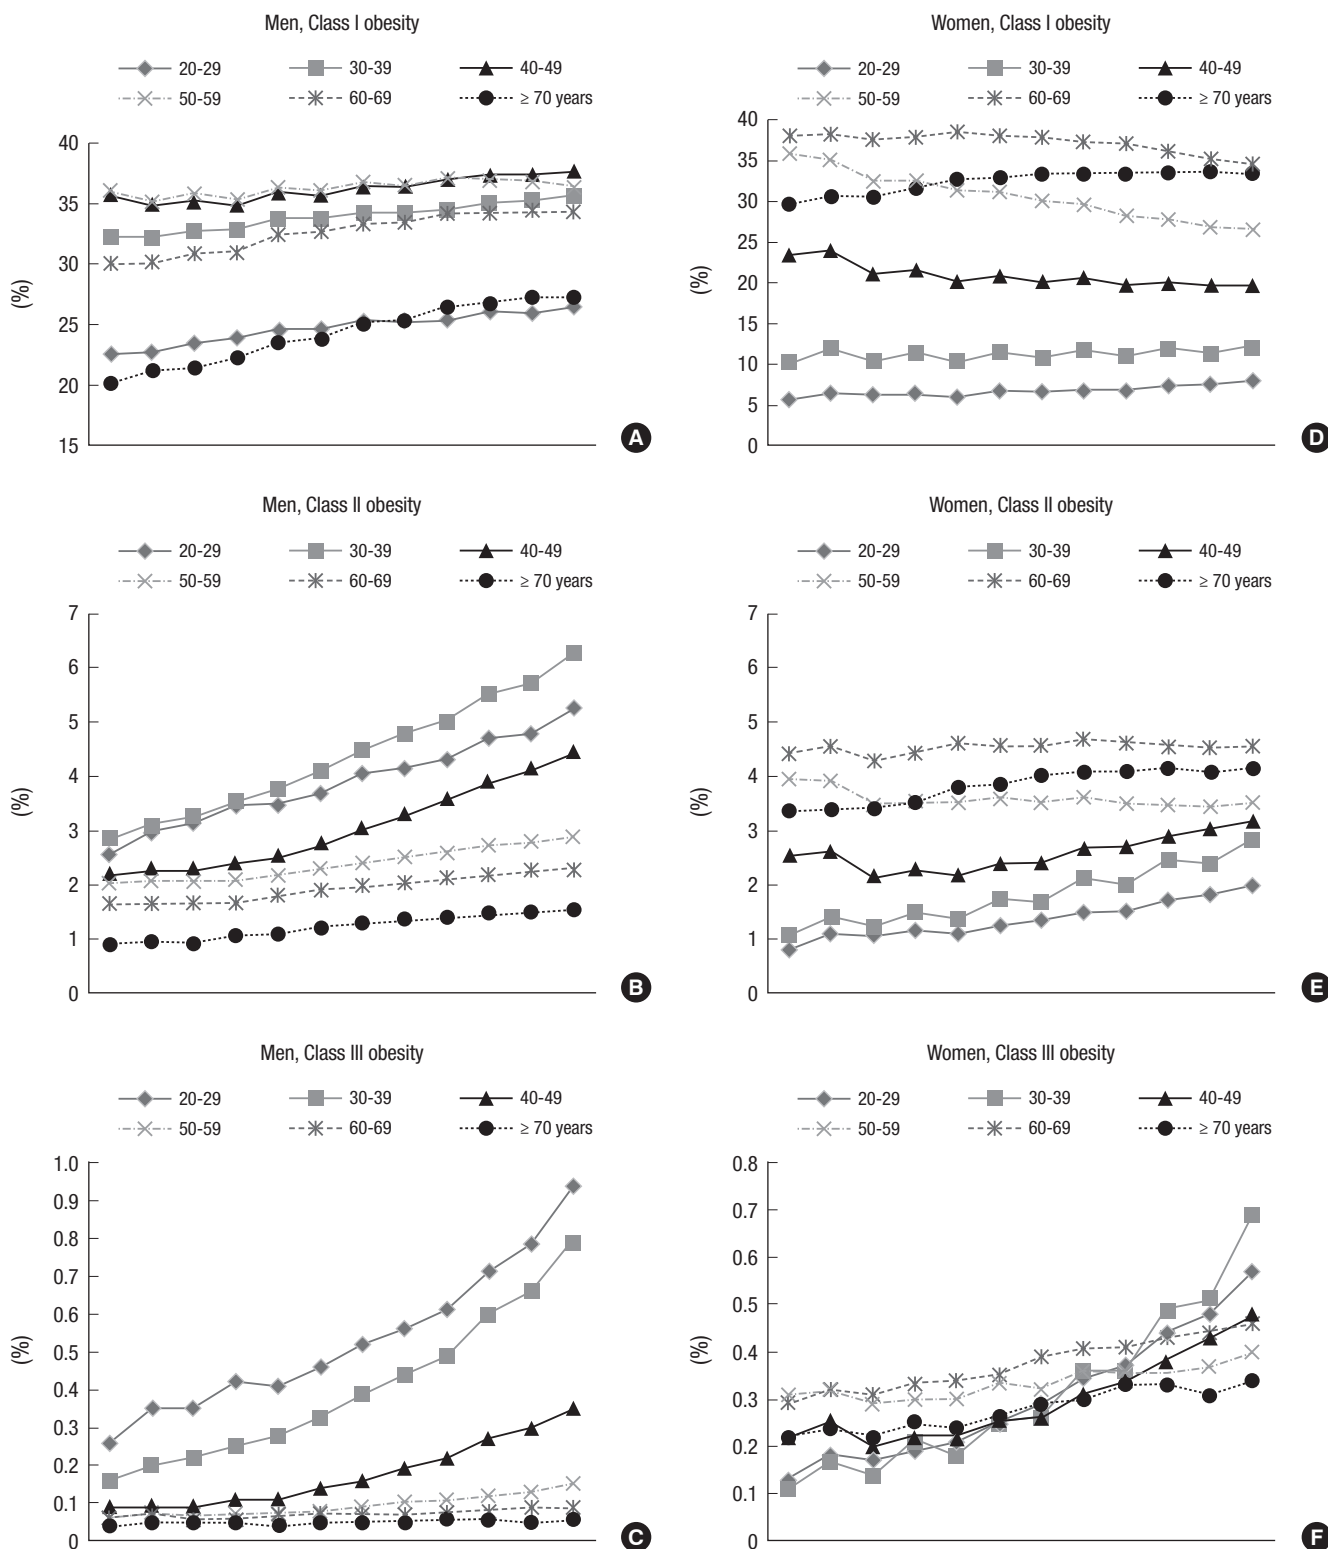 Men, Class I obesity
20-29 30-39 40-49
50-59 60-69 ≥ 70 years
40
35
30
25
20
15
(%)
A
Women, Class I obesity
20-29 30-39 40-49
50-59 60-69 ≥ 70 years
40
35
30
25
20
15
10
5
0
(%)
D
Men, Class II obesity
20-29 30-39 40-49
50-59 60-69 ≥ 70 years
7
6
5
4
3
2
1
0
(%)
B
Women, Class II obesity
20-29 30-39 40-49
50-59 60-69 ≥ 70 years
7
6
5
4
3
2
1
0
(%)
E
Men, Class III obesity
20-29 30-39 40-49
50-59 60-69 ≥ 70 years
1.0
0.9
0.8
0.7
0.6
0.5
0.4
0.3
0.2
0.1
0
(%)
C
Women, Class III obesity
20-29 30-39 40-49
50-59 60-69 ≥ 70 years
0.8
0.7
0.6
0.5
0.4
0.3
0.2
0.1
0
(%)
F